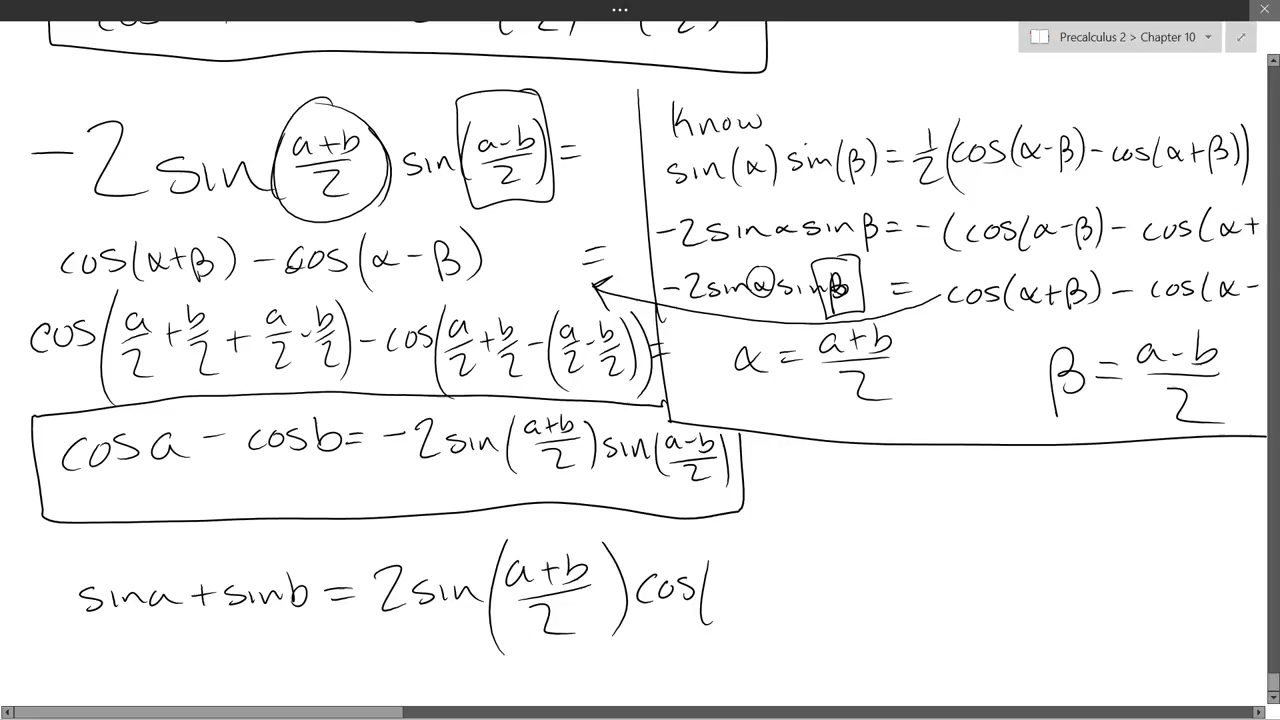 Precalculus 2 > Chapter 10
-2 sin((a+b)/2) sin((a-b)/2) =
cos(α+β) - cos(α-β) =
cos(a/2 + b/2 + a/2 - b/2) - cos(a/2 + b/2 - (a/2 - b/2)) =
cos a - cos b = -2 sin((a+b)/2) sin((a-b)/2)
sin a + sin b = 2 sin((a+b)/2) cos(
Know
sin(α) sin(β) = 1/2 (cos(α-β) - cos(α+β))
-2 sin α sin β = -(cos(α-β) - cos(α+
-2 sin α sin β = cos(α+β) - cos(α-
α = (a+b)/2 β = (a-b)/2